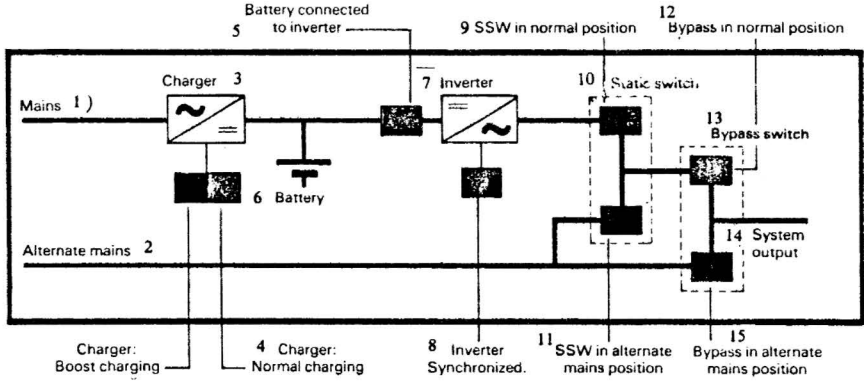 5 Battery connected
to inverter
9 SSW in normal position
12 Bypass in normal position
Charger 3
7 Inverter
10 Static switch
Mains 1 )
13
Bypass switch
6 Battery
Alternate mains 2
14 System
output
Charger:
Boost charging
4 Charger:
Normal charging
8 Inverter
Synchronized.
11 SSW in alternate
mains position
15
Bypass in alternate
mains position